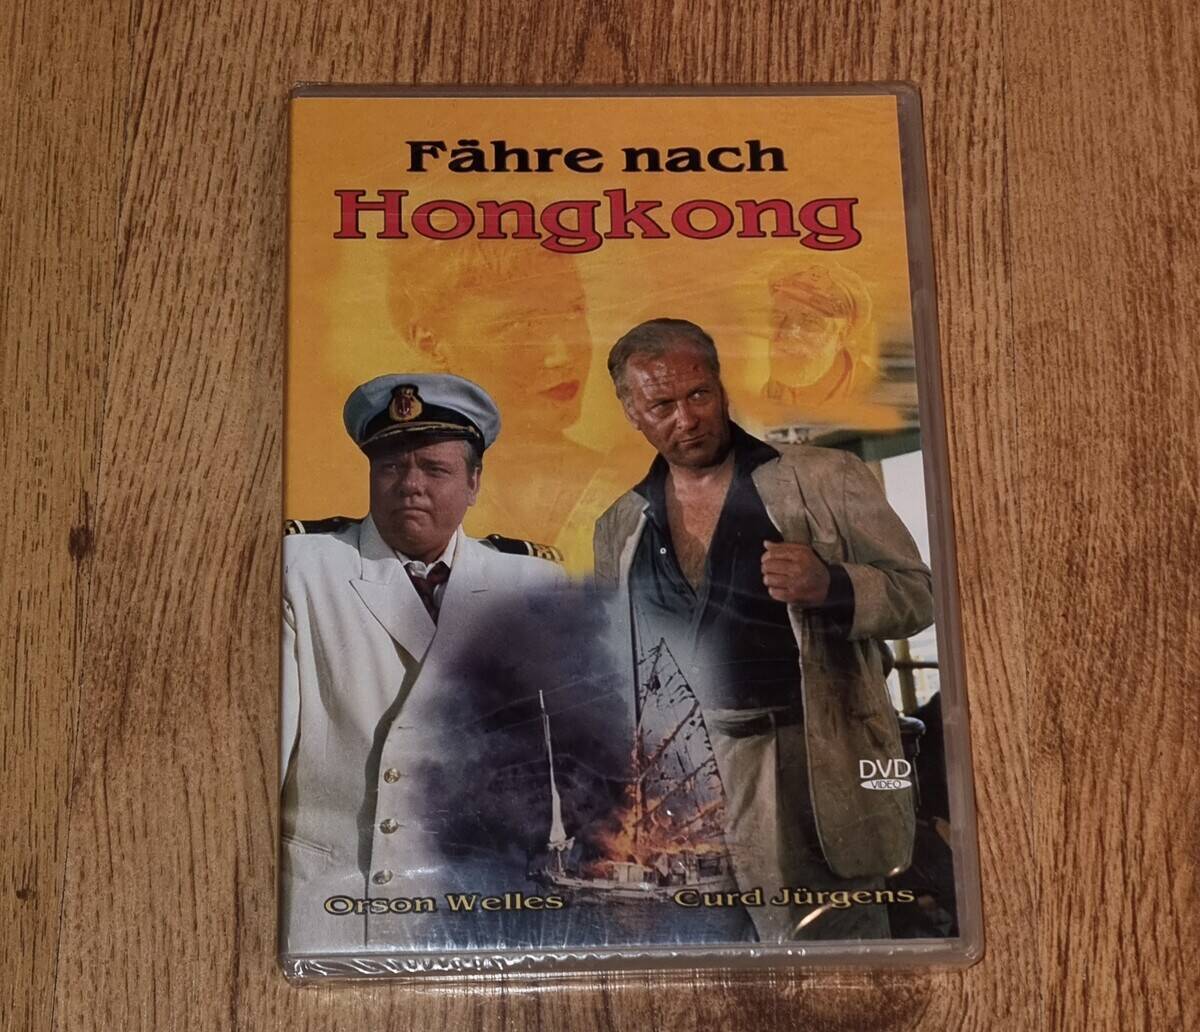 Fähre nach
Hongkong
DVD
VIDEO
Orson Welles
Curd Jürgens